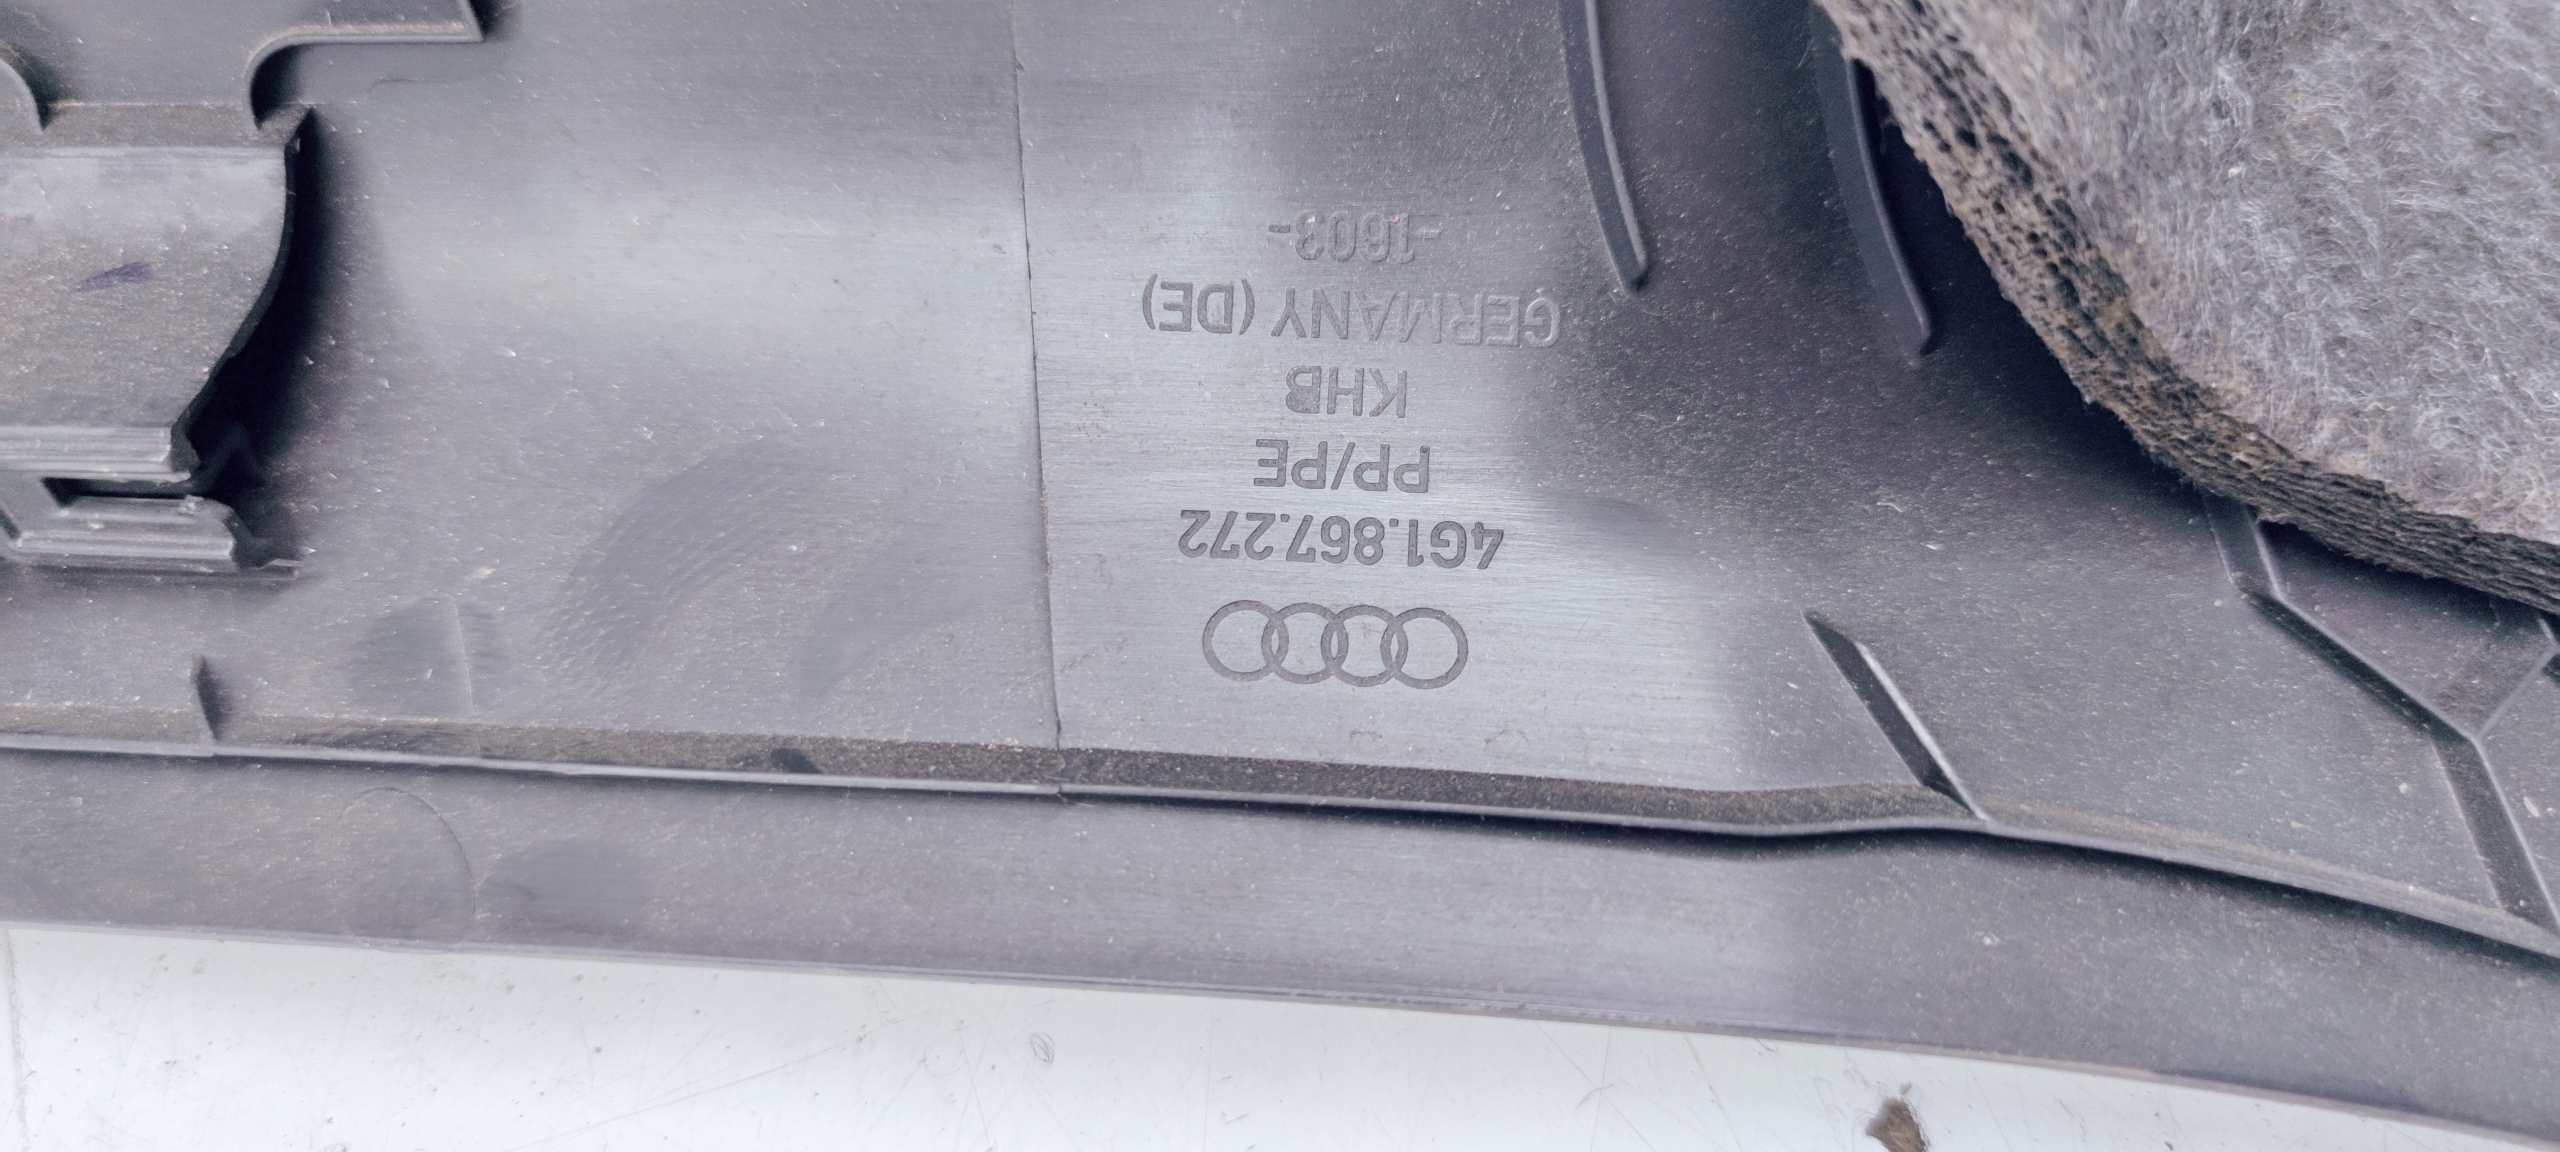 4G1.867.272
PP/PE
KHB
GERMANY (DE)
-1603-